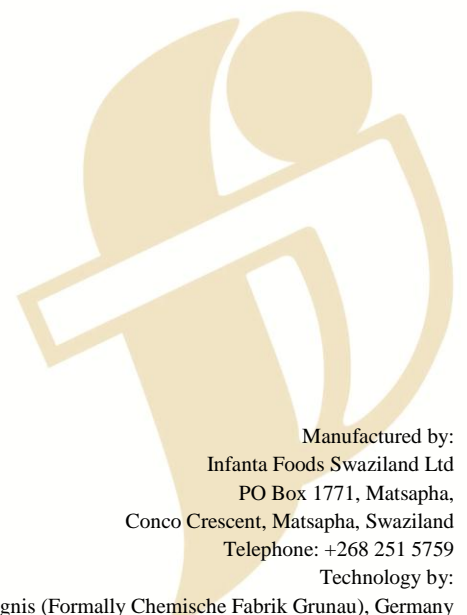 Manufactured by:
Infanta Foods Swaziland Ltd
PO Box 1771, Matsapha,
Conco Crescent, Matsapha, Swaziland
Telephone: +268 251 5759
Technology by:
(Formally Chemische Fabrik Grunau), Germany